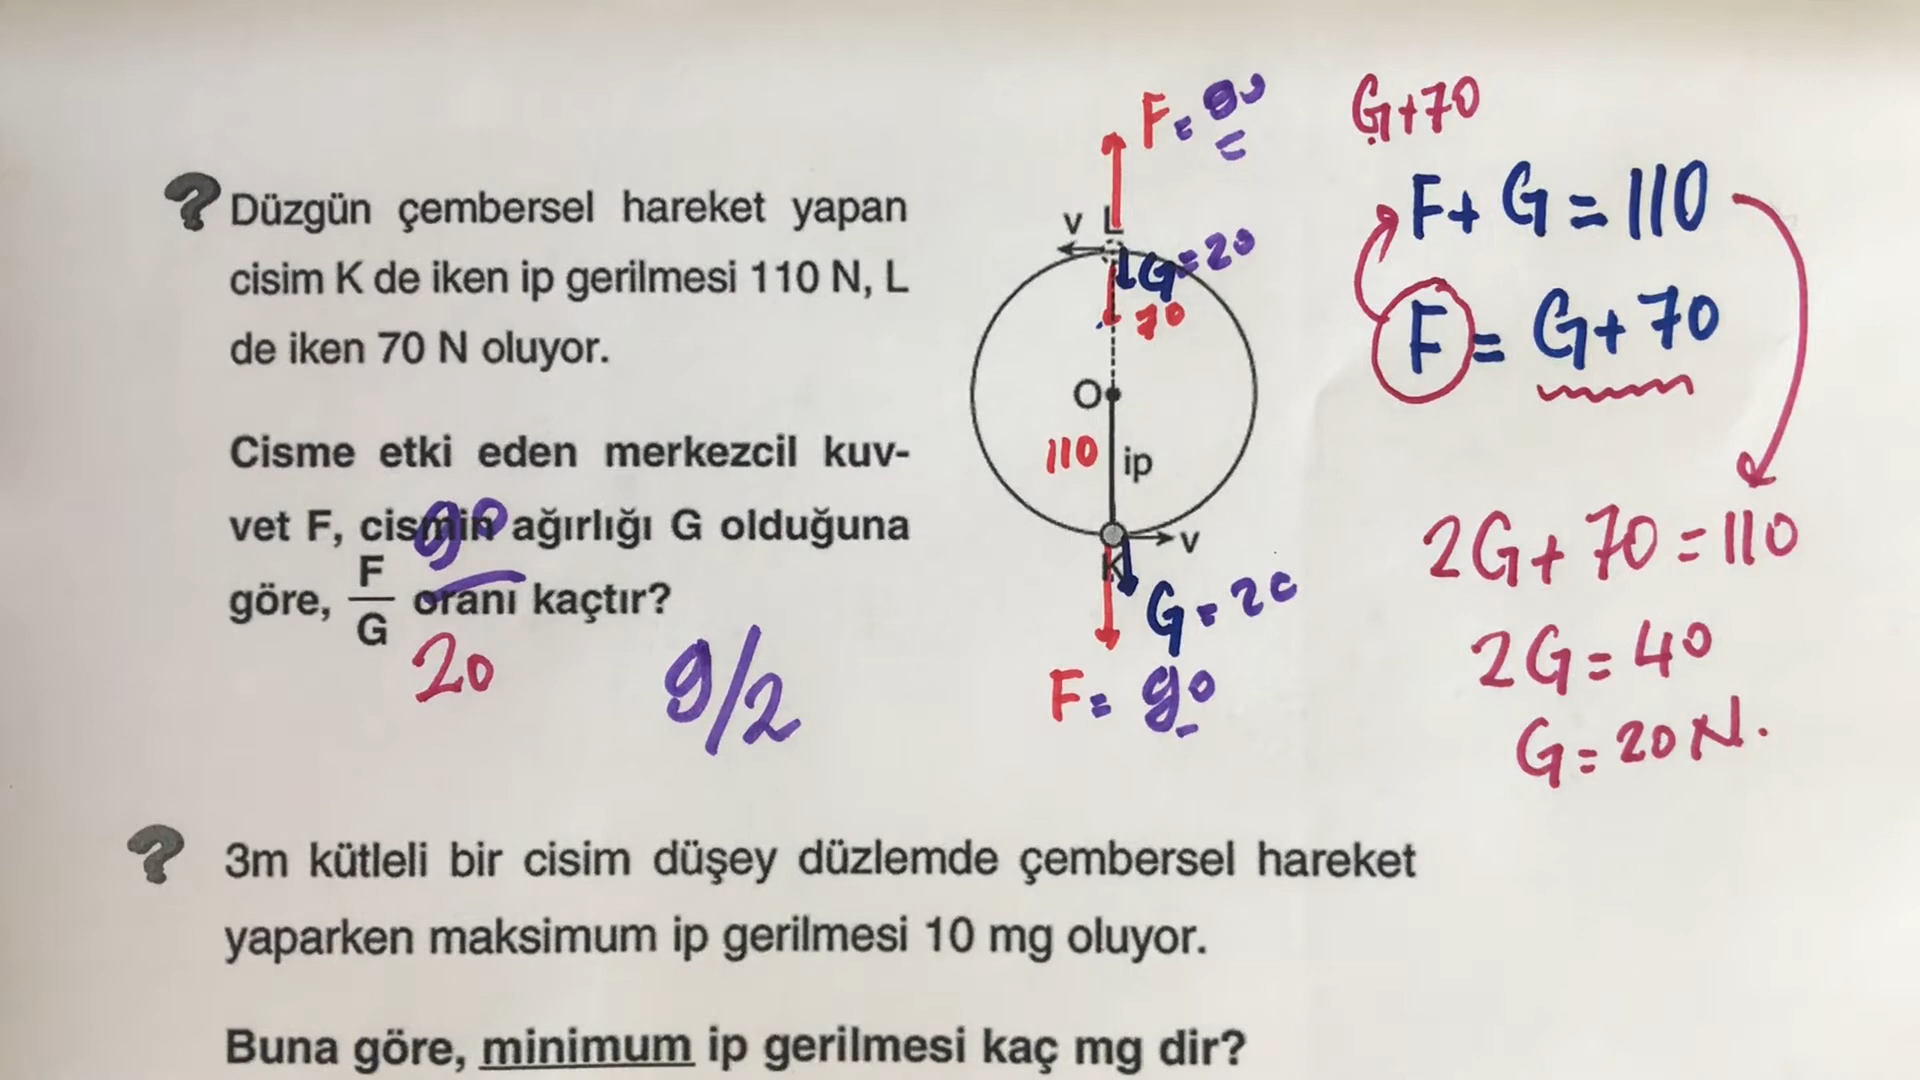 ? Düzgün çembersel hareket yapan
cisim K de iken ip gerilmesi 110 N, L
de iken 70 N oluyor.
Cisme etki eden merkezcil kuv-
vet F, cismin ağırlığı G olduğuna
göre, F/G oranı kaçtır?
90
20
9/2
F = 90
v L
G = 20
70
O
110 ip
v
K
G = 20
F = 90
G+70
F+ G = 110
F = G+ 70
2G+ 70 = 110
2G = 40
G = 20 N.
? 3m kütleli bir cisim düşey düzlemde çembersel hareket
yaparken maksimum ip gerilmesi 10 mg oluyor.
Buna göre, minimum ip gerilmesi kaç mg dir?